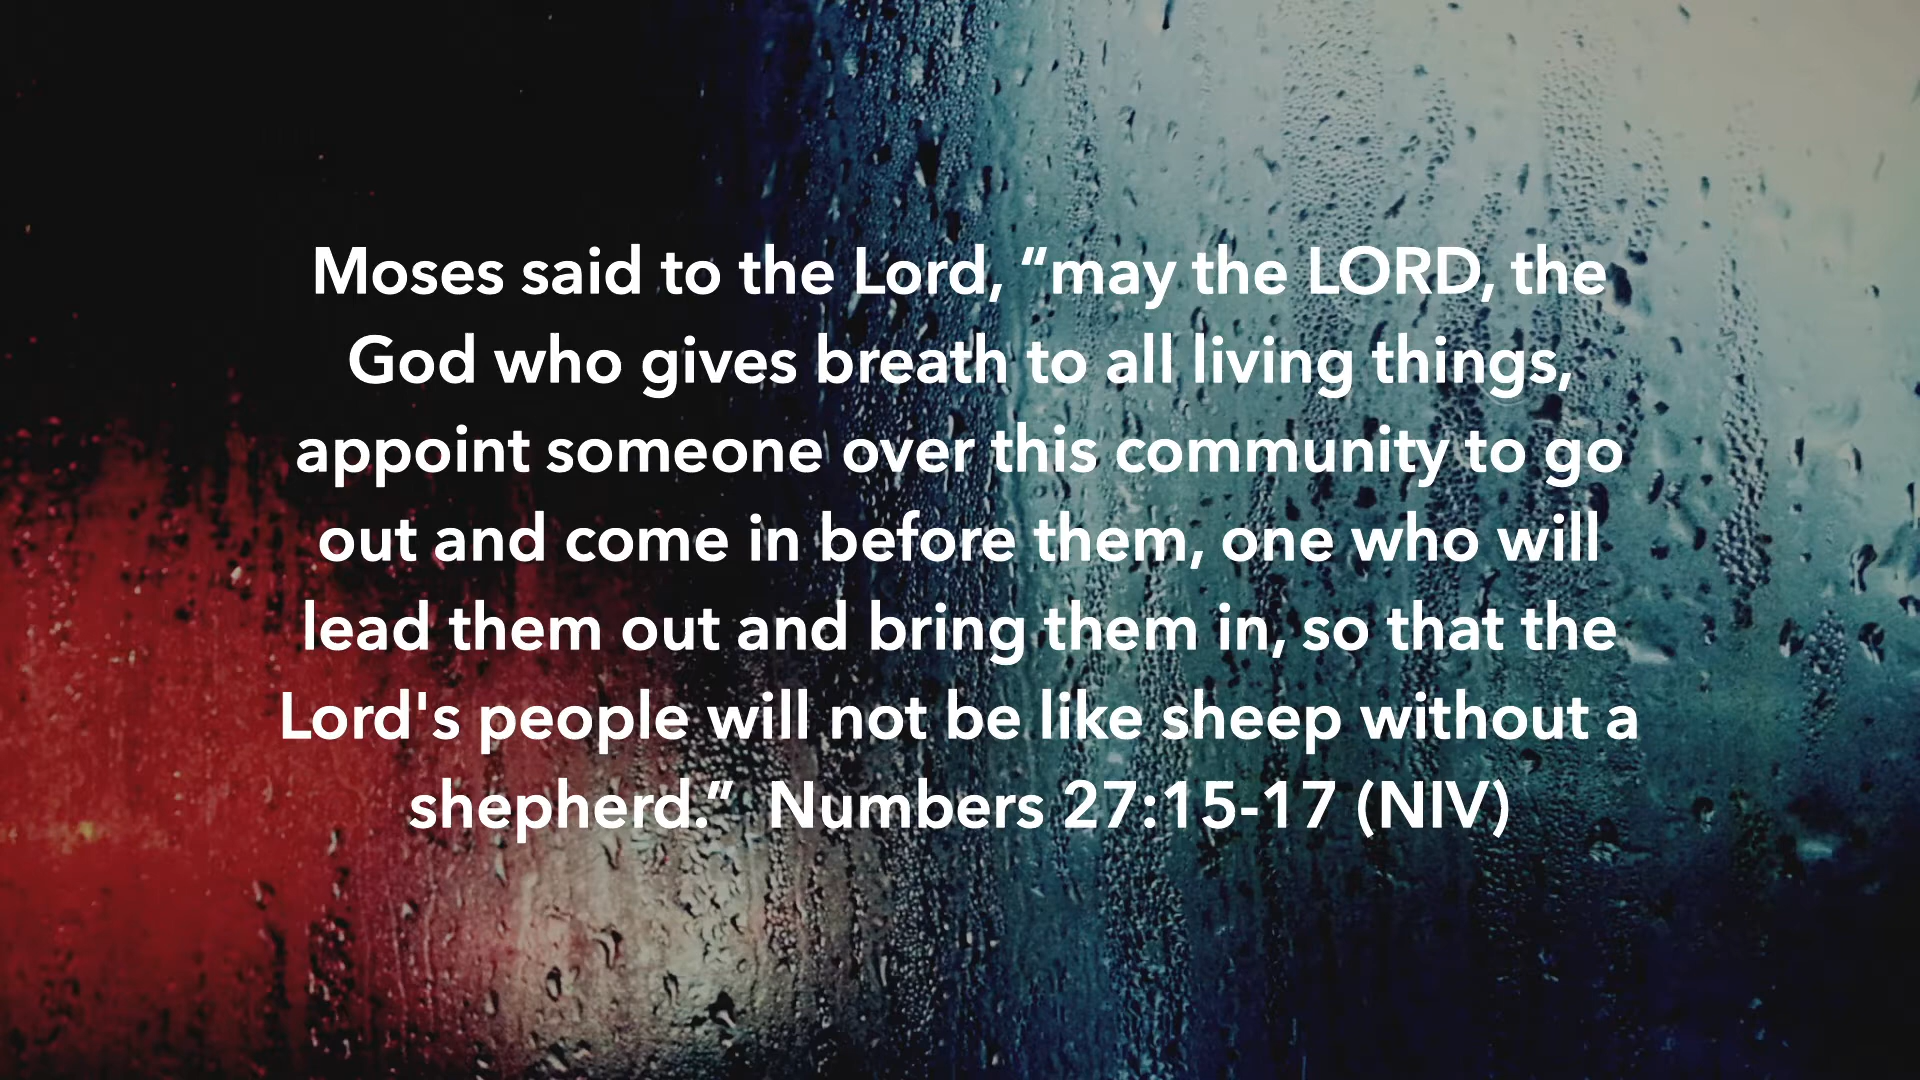 Moses said to the Lord, “may the LORD, the
God who gives breath to all living things,
appoint someone over this community to go
out and come in before them, one who will
lead them out and bring them in, so that the
Lord's people will not be like sheep without a
shepherd.”  Numbers 27:15-17 (NIV)